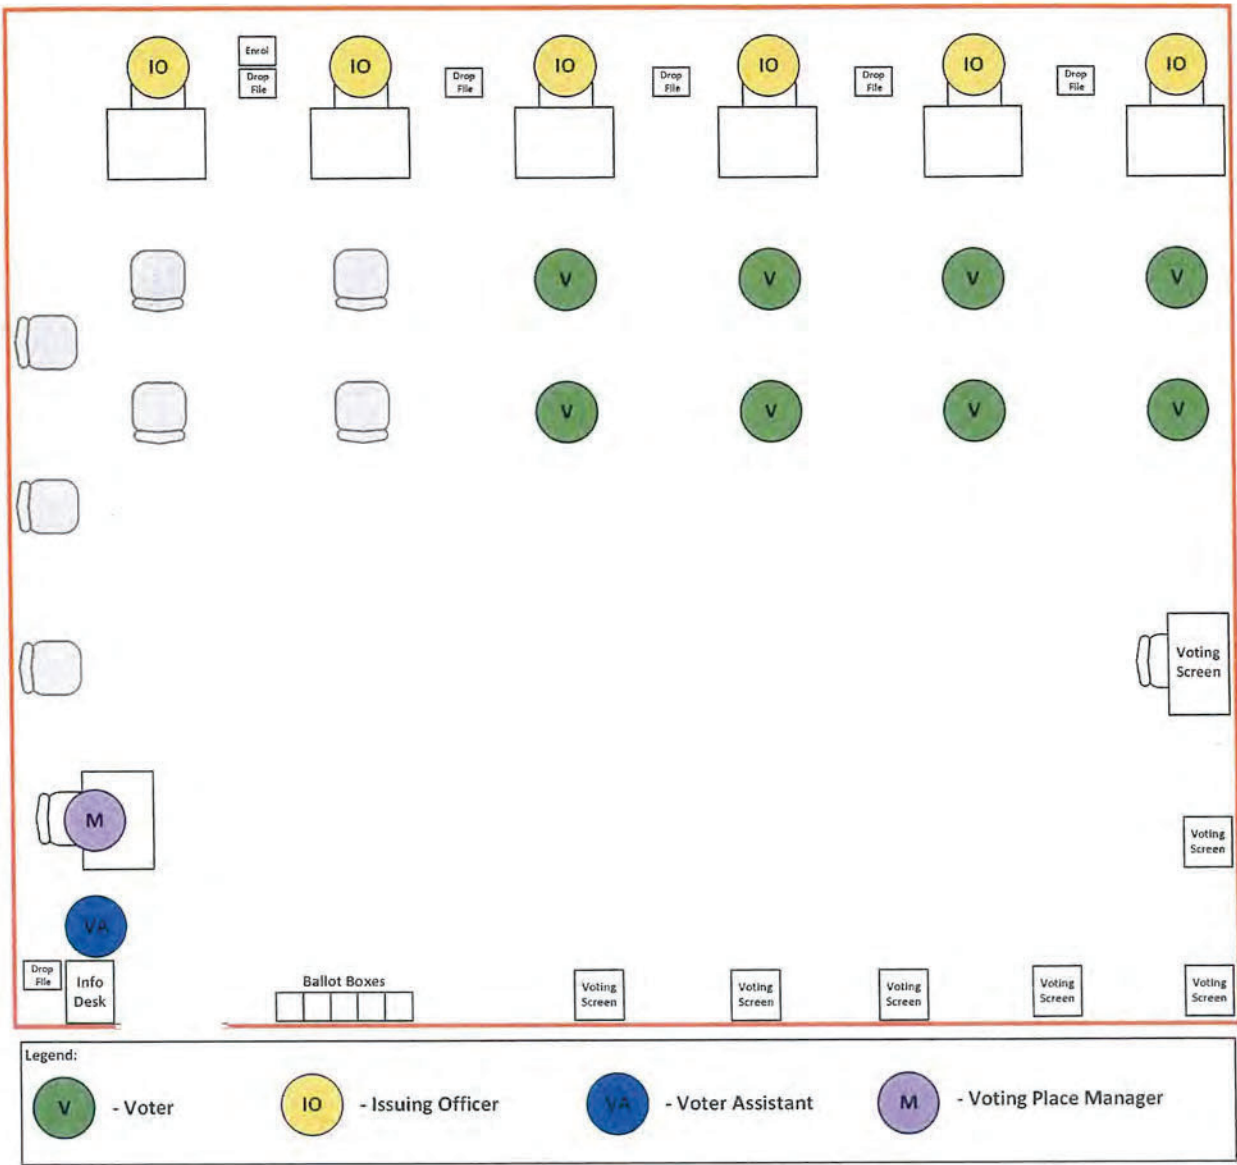 IO
Enrol
Drop
File
IO
Drop
File
IO
Drop
File
IO
Drop
File
IO
Drop
File
IO
V
V
V
V
V
V
V
V
Voting
Screen
M
Voting
Screen
VA
Drop
File
Info
Desk
Ballot Boxes
Voting
Screen
Voting
Screen
Voting
Screen
Voting
Screen
Voting
Screen
Legend:
V - Voter
IO - Issuing Officer
VA - Voter Assistant
M - Voting Place Manager